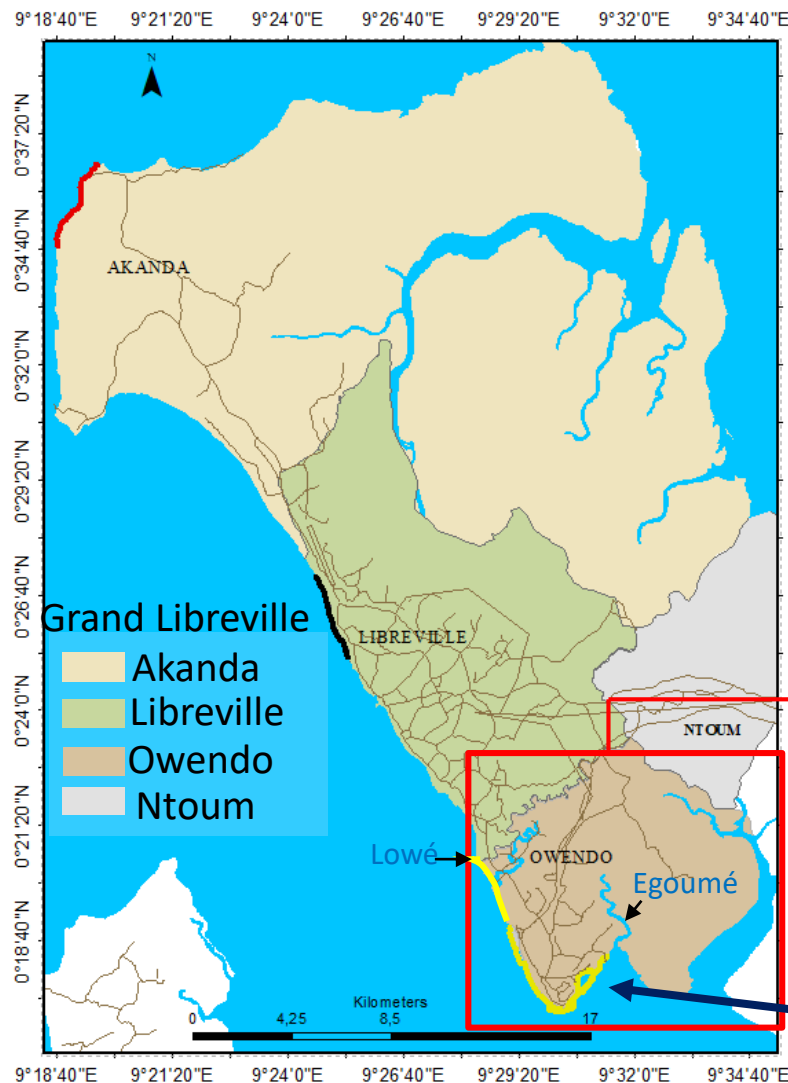 9°18'40"E 9°21'20"E 9°24'0"E 9°26'40"E 9°29'20"E 9°32'0"E 9°34'40"E
N
0°37'20"N
0°34'40"N
AKANDA
0°32'0"N
0°29'20"N
0°26'40"N
Grand Libreville
LIBREVILLE
Akanda
Libreville
0°24'0"N
NTOUM
Owendo
Ntoum
0°21'20"N
Lowé
OWENDO
Egoumé
0°18'40"N
Kilometers
0 4,25 8,5 17
9°18'40"E 9°21'20"E 9°24'0"E 9°26'40"E 9°29'20"E 9°32'0"E 9°34'40"E